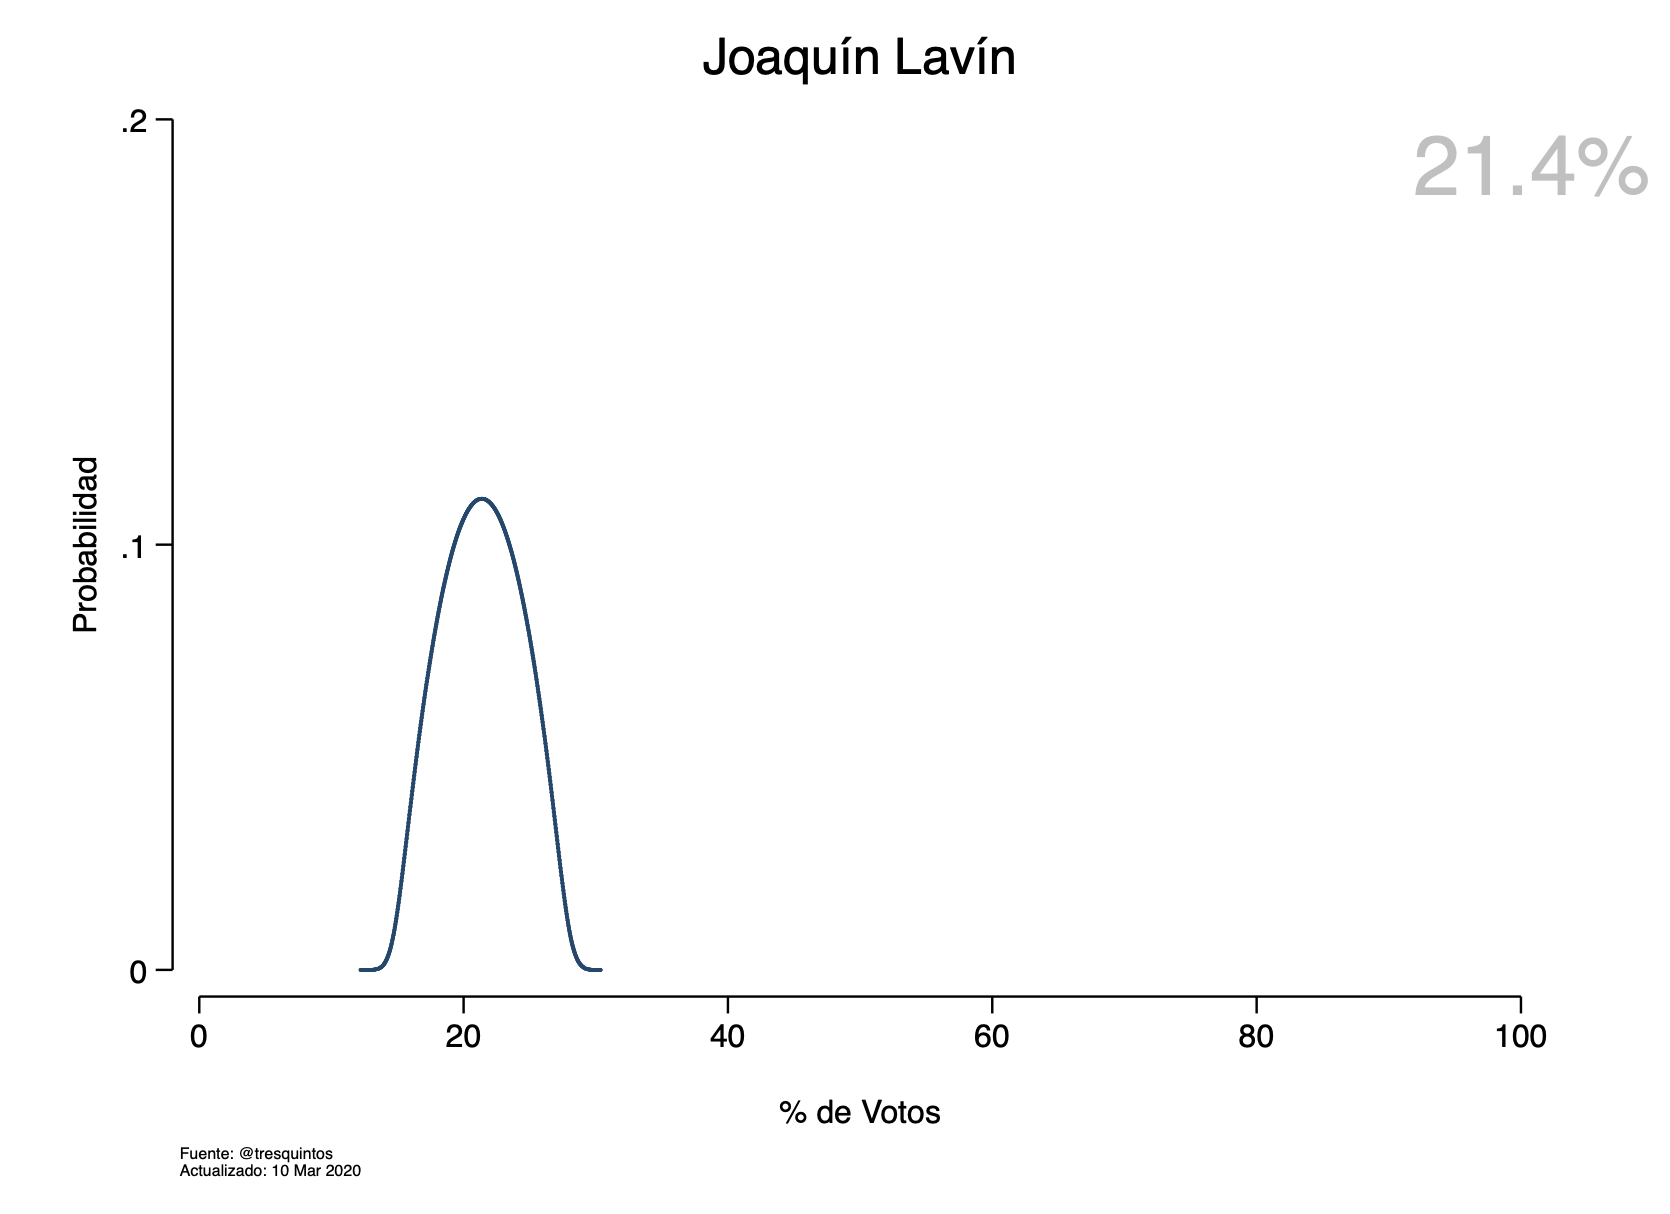 Joaquín Lavín
21.4%
.2
.1
0
Probabilidad
0 20 40 60 80 100
% de Votos
Fuente: @tresquintos
Actualizado: 10 Mar 2020